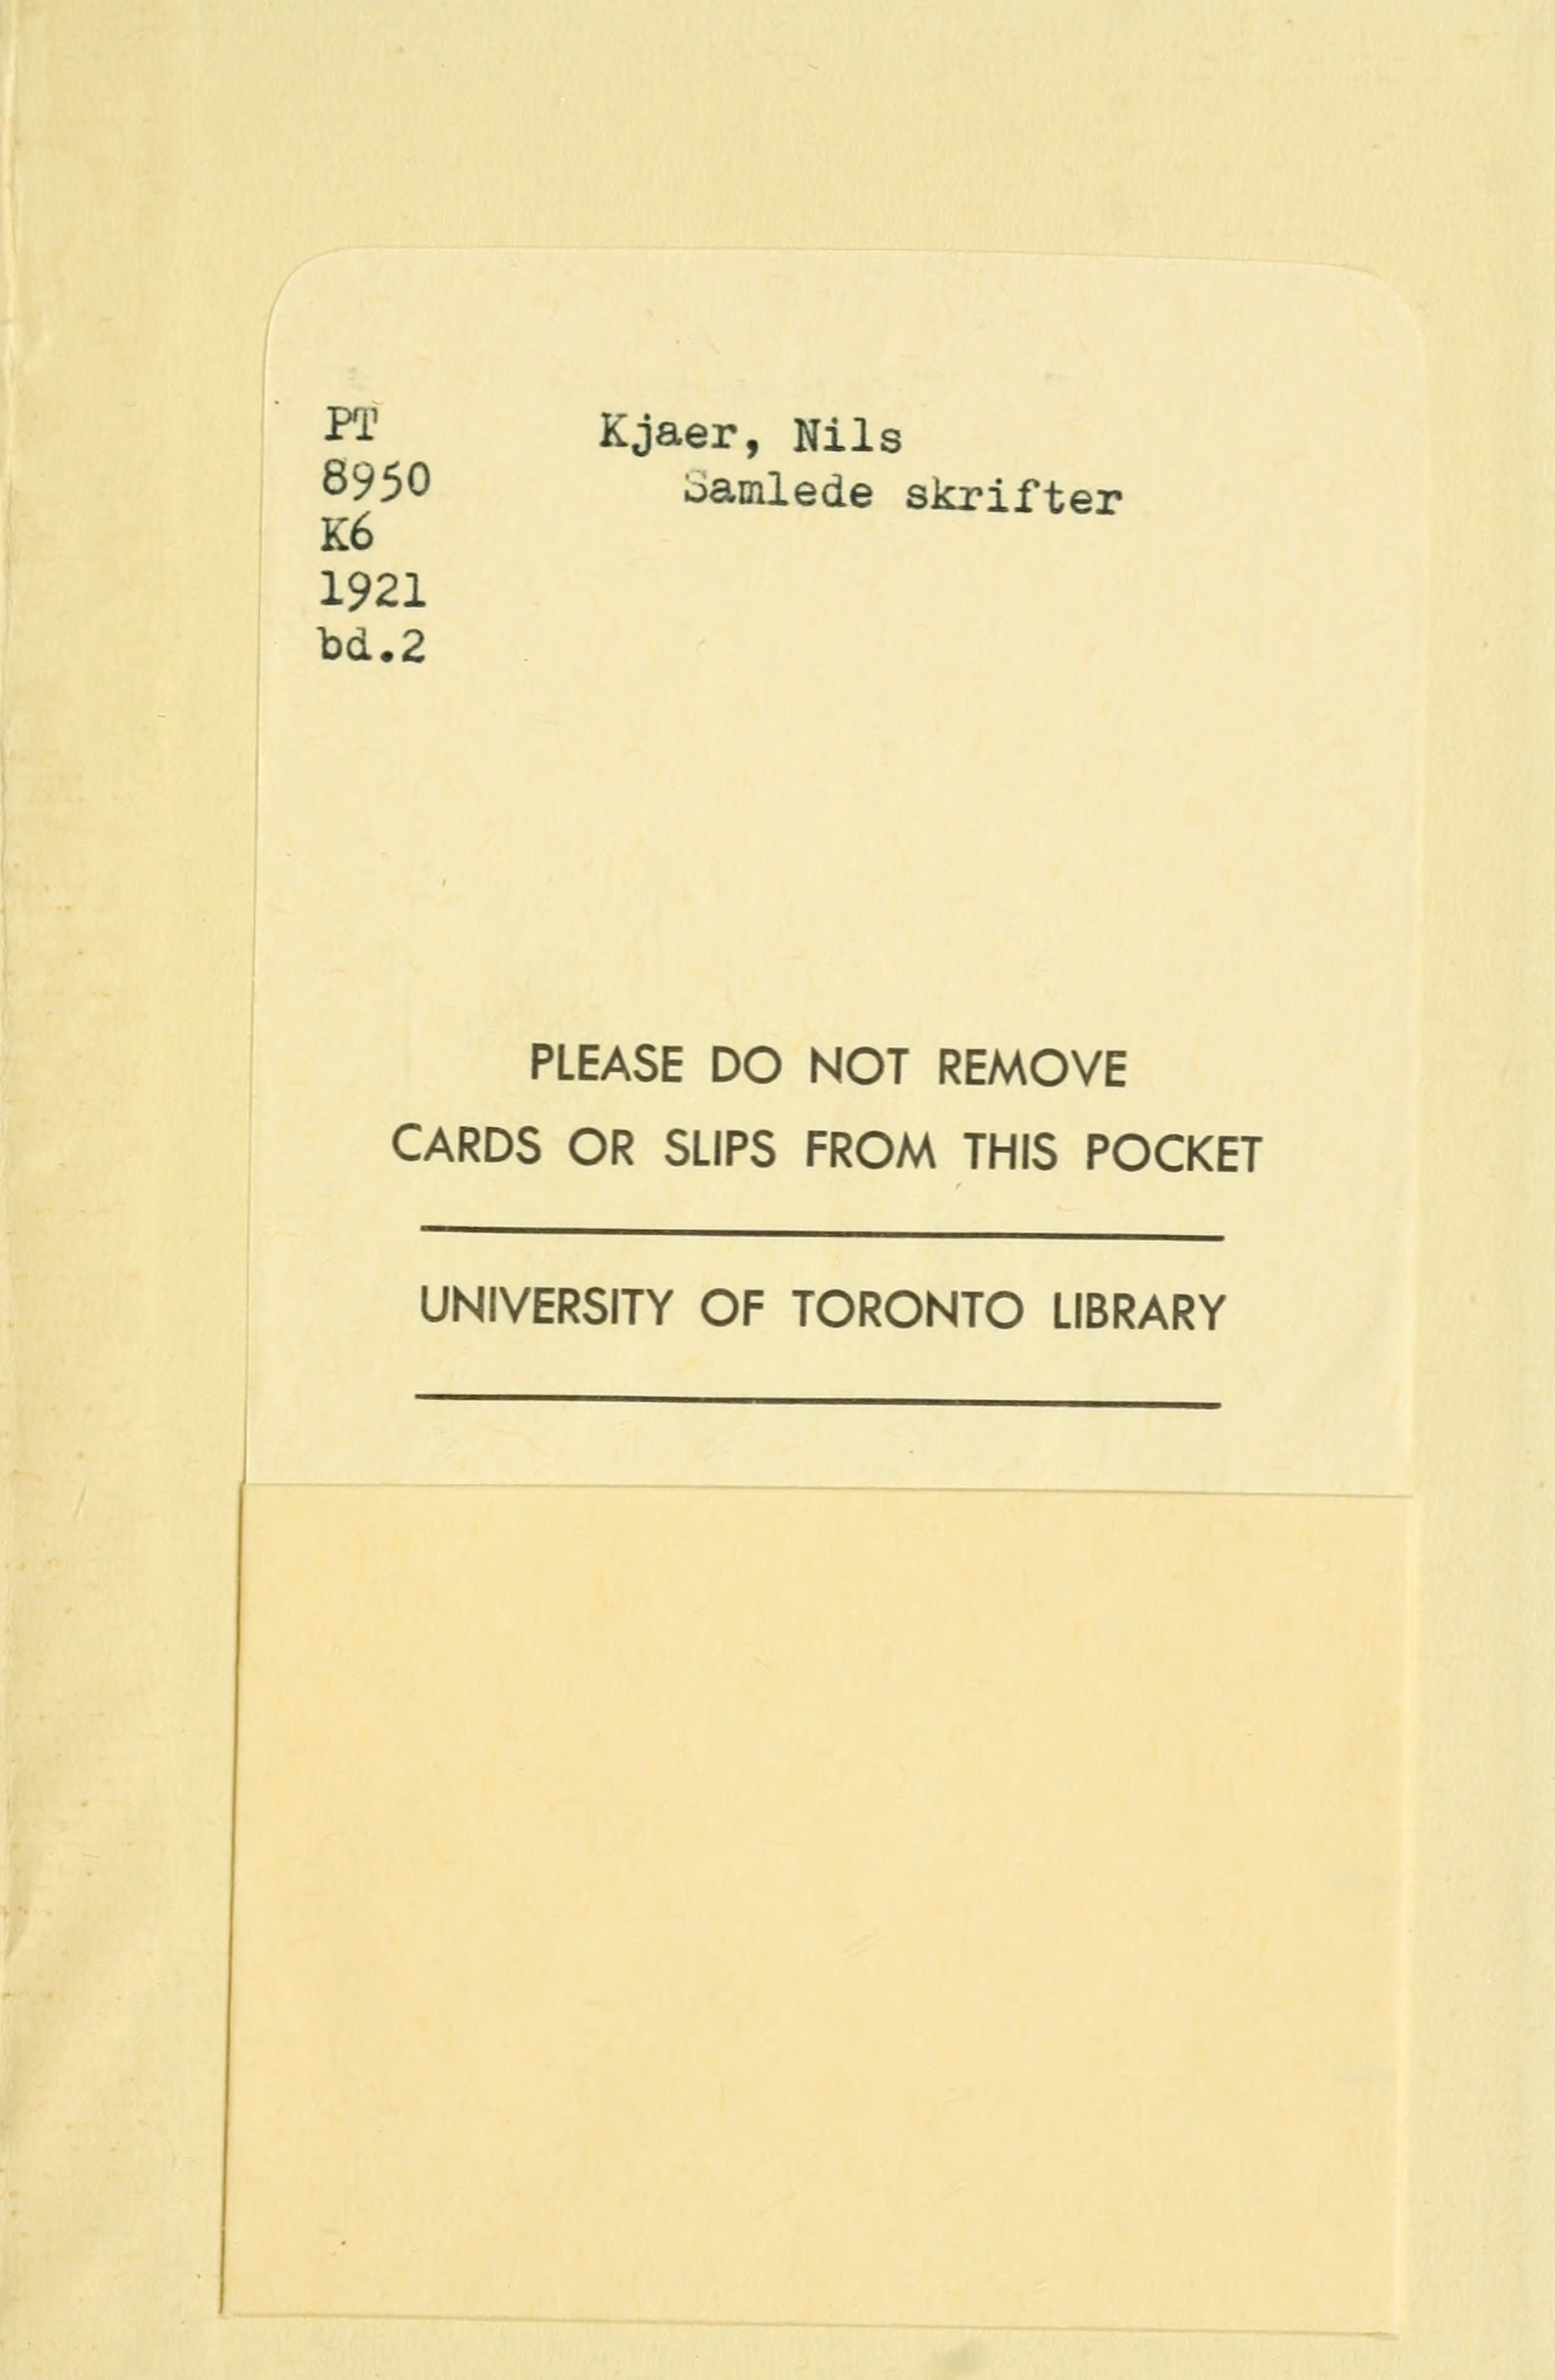 PT
8950
K6
1921
bd.2
Kjaer, Nils
Samlede skrifter
PLEASE DO NOT REMOVE
CARDS OR SLIPS FROM THIS POCKET
UNIVERSITY OF TORONTO LIBRARY